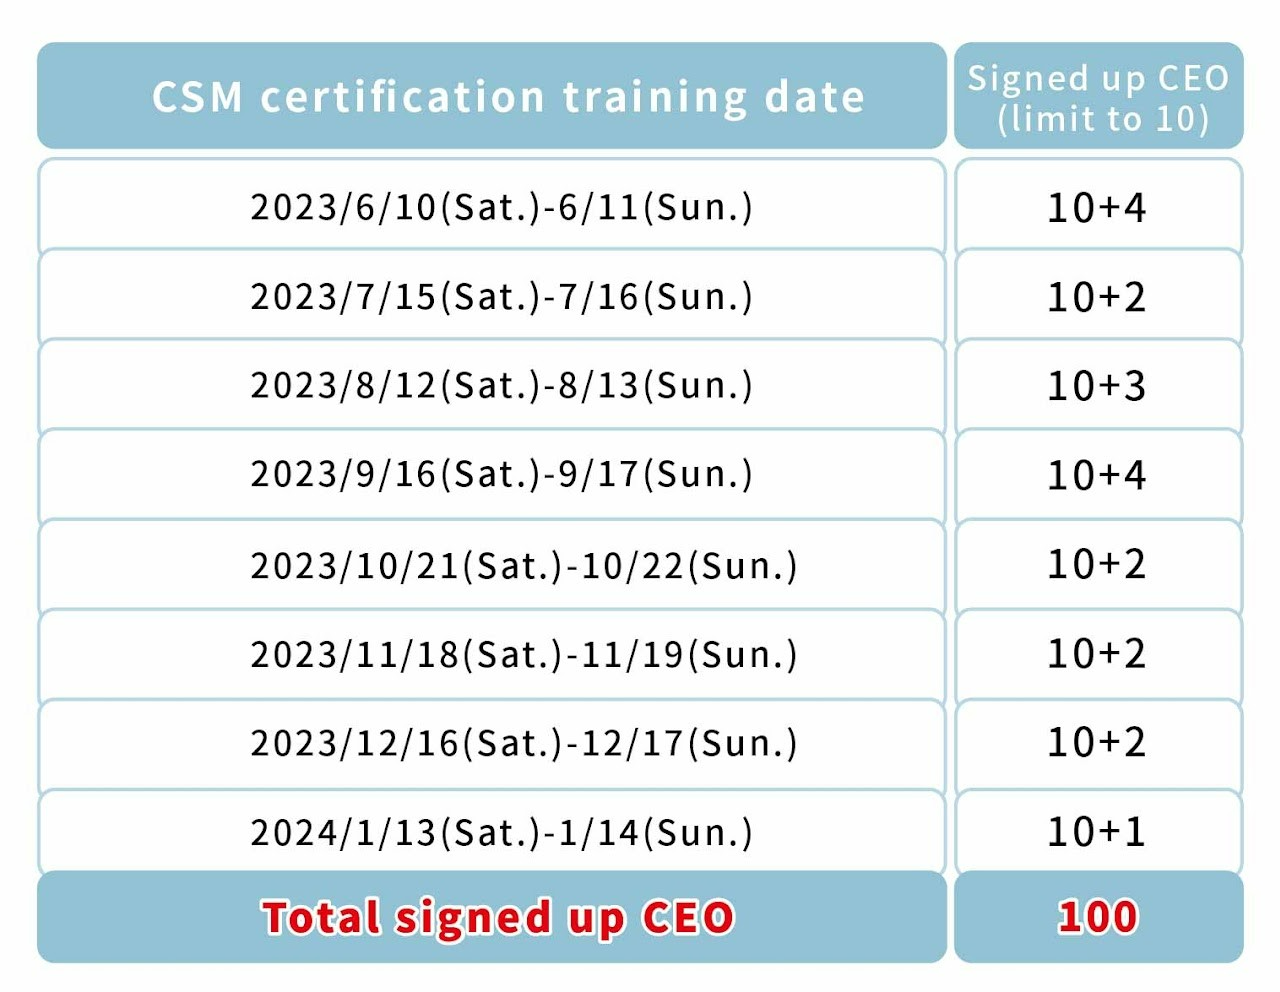 CSM certification training date
Signed up CEO
(limit to 10)
2023/6/10(Sat.)-6/11(Sun.)
10+4
2023/7/15(Sat.)-7/16(Sun.)
10+2
2023/8/12(Sat.)-8/13(Sun.)
10+3
2023/9/16(Sat.)-9/17(Sun.)
10+4
2023/10/21(Sat.)-10/22(Sun.)
10+2
2023/11/18(Sat.)-11/19(Sun.)
10+2
2023/12/16(Sat.)-12/17(Sun.)
10+2
2024/1/13(Sat.)-1/14(Sun.)
10+1
Total signed up CEO
100